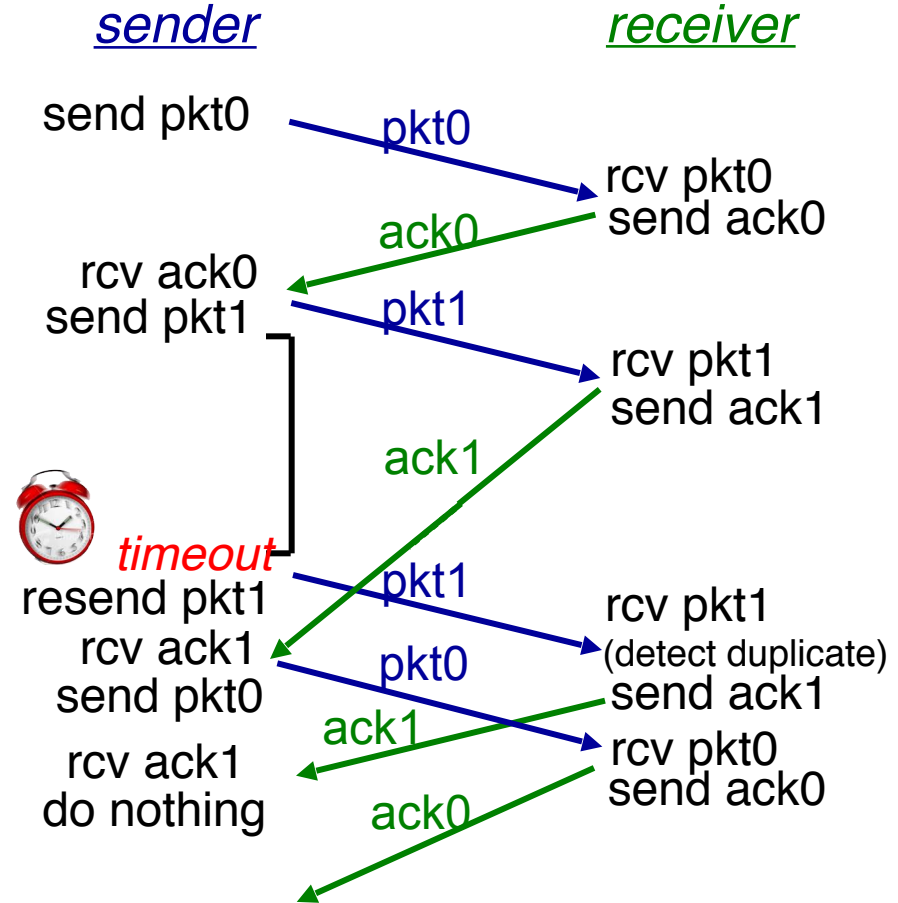 sender
receiver
send pkt0
pkt0
rcv pkt0
send ack0
ack0
rcv ack0
send pkt1
pkt1
rcv pkt1
send ack1
ack1
timeout
resend pkt1
pkt1
rcv pkt1
(detect duplicate)
send ack1
rcv ack1
send pkt0
pkt0
ack1
rcv pkt0
send ack0
rcv ack1
do nothing
ack0